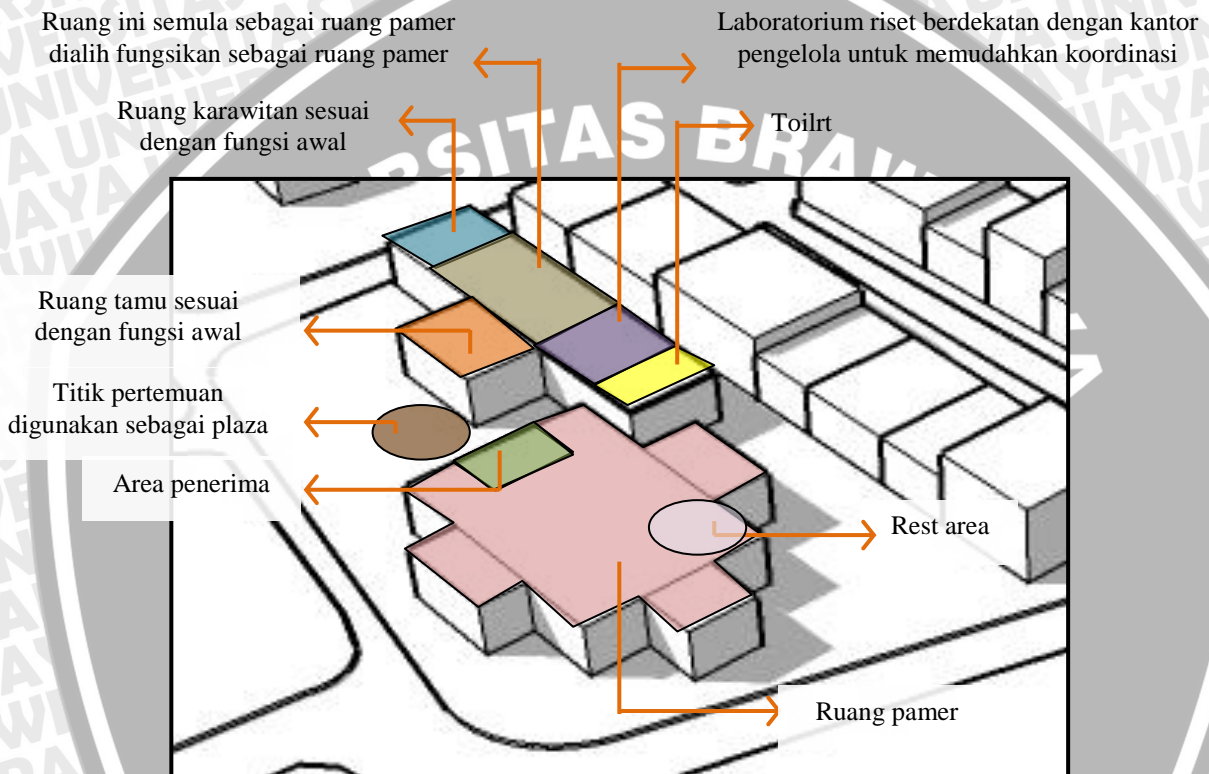 Ruang ini semula sebagai ruang pamer
dialih fungsikan sebagai ruang pamer
Laboratorium riset berdekatan dengan kantor
pengelola untuk memudahkan koordinasi
Ruang karawitan sesuai
dengan fungsi awal
Toilrt
RSITAS BRAW
Ruang tamu sesuai
dengan fungsi awal
Titik pertemuan
digunakan sebagai plaza
Area penerima
Rest area
Ruang pamer